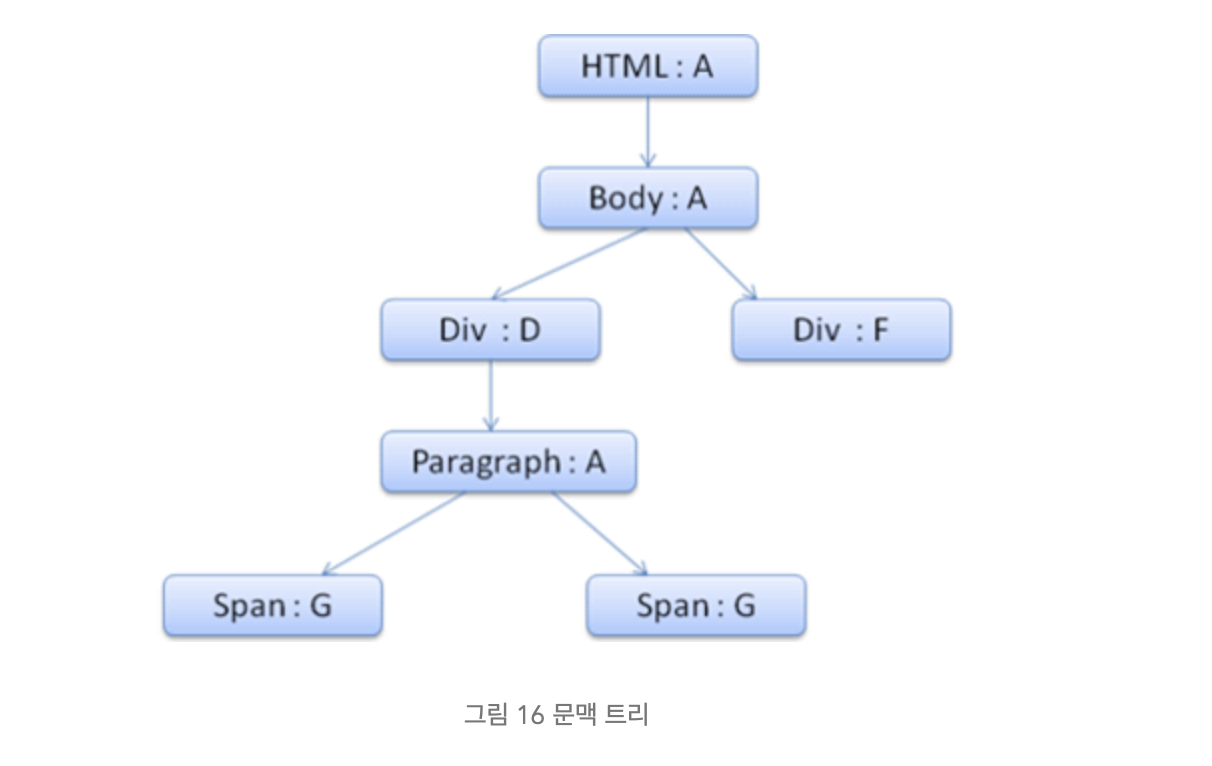 HTML : A
Body : A
Div : D
Div : F
Paragraph : A
Span : G
Span : G
그림 16 문맥 트리